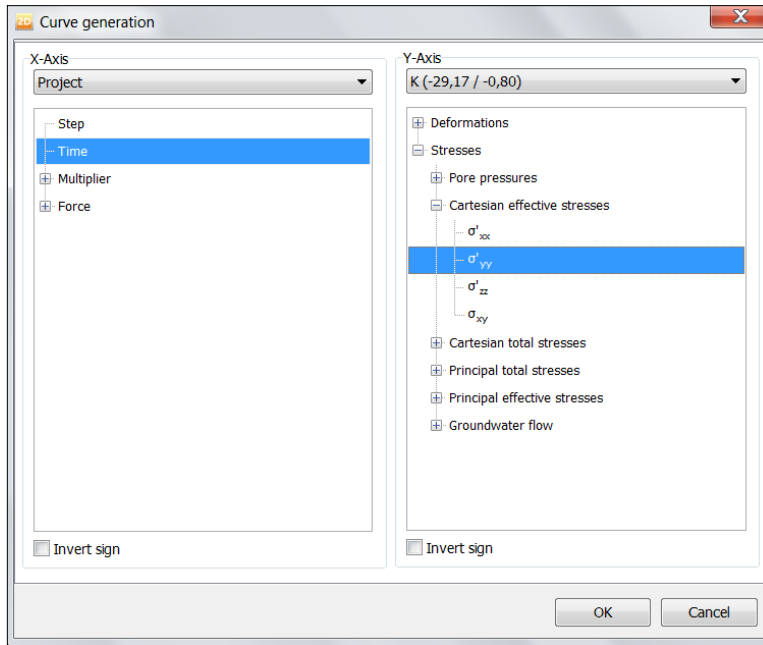 2D Curve generation
X-Axis
Project
Step
Time
Multiplier
Force
Invert sign
Y-Axis
K (-29,17 / -0,80)
Deformations
Stresses
Pore pressures
Cartesian effective stresses
σ'xx
σ'yy
σ'zz
σxy
Cartesian total stresses
Principal total stresses
Principal effective stresses
Groundwater flow
Invert sign
OK
Cancel